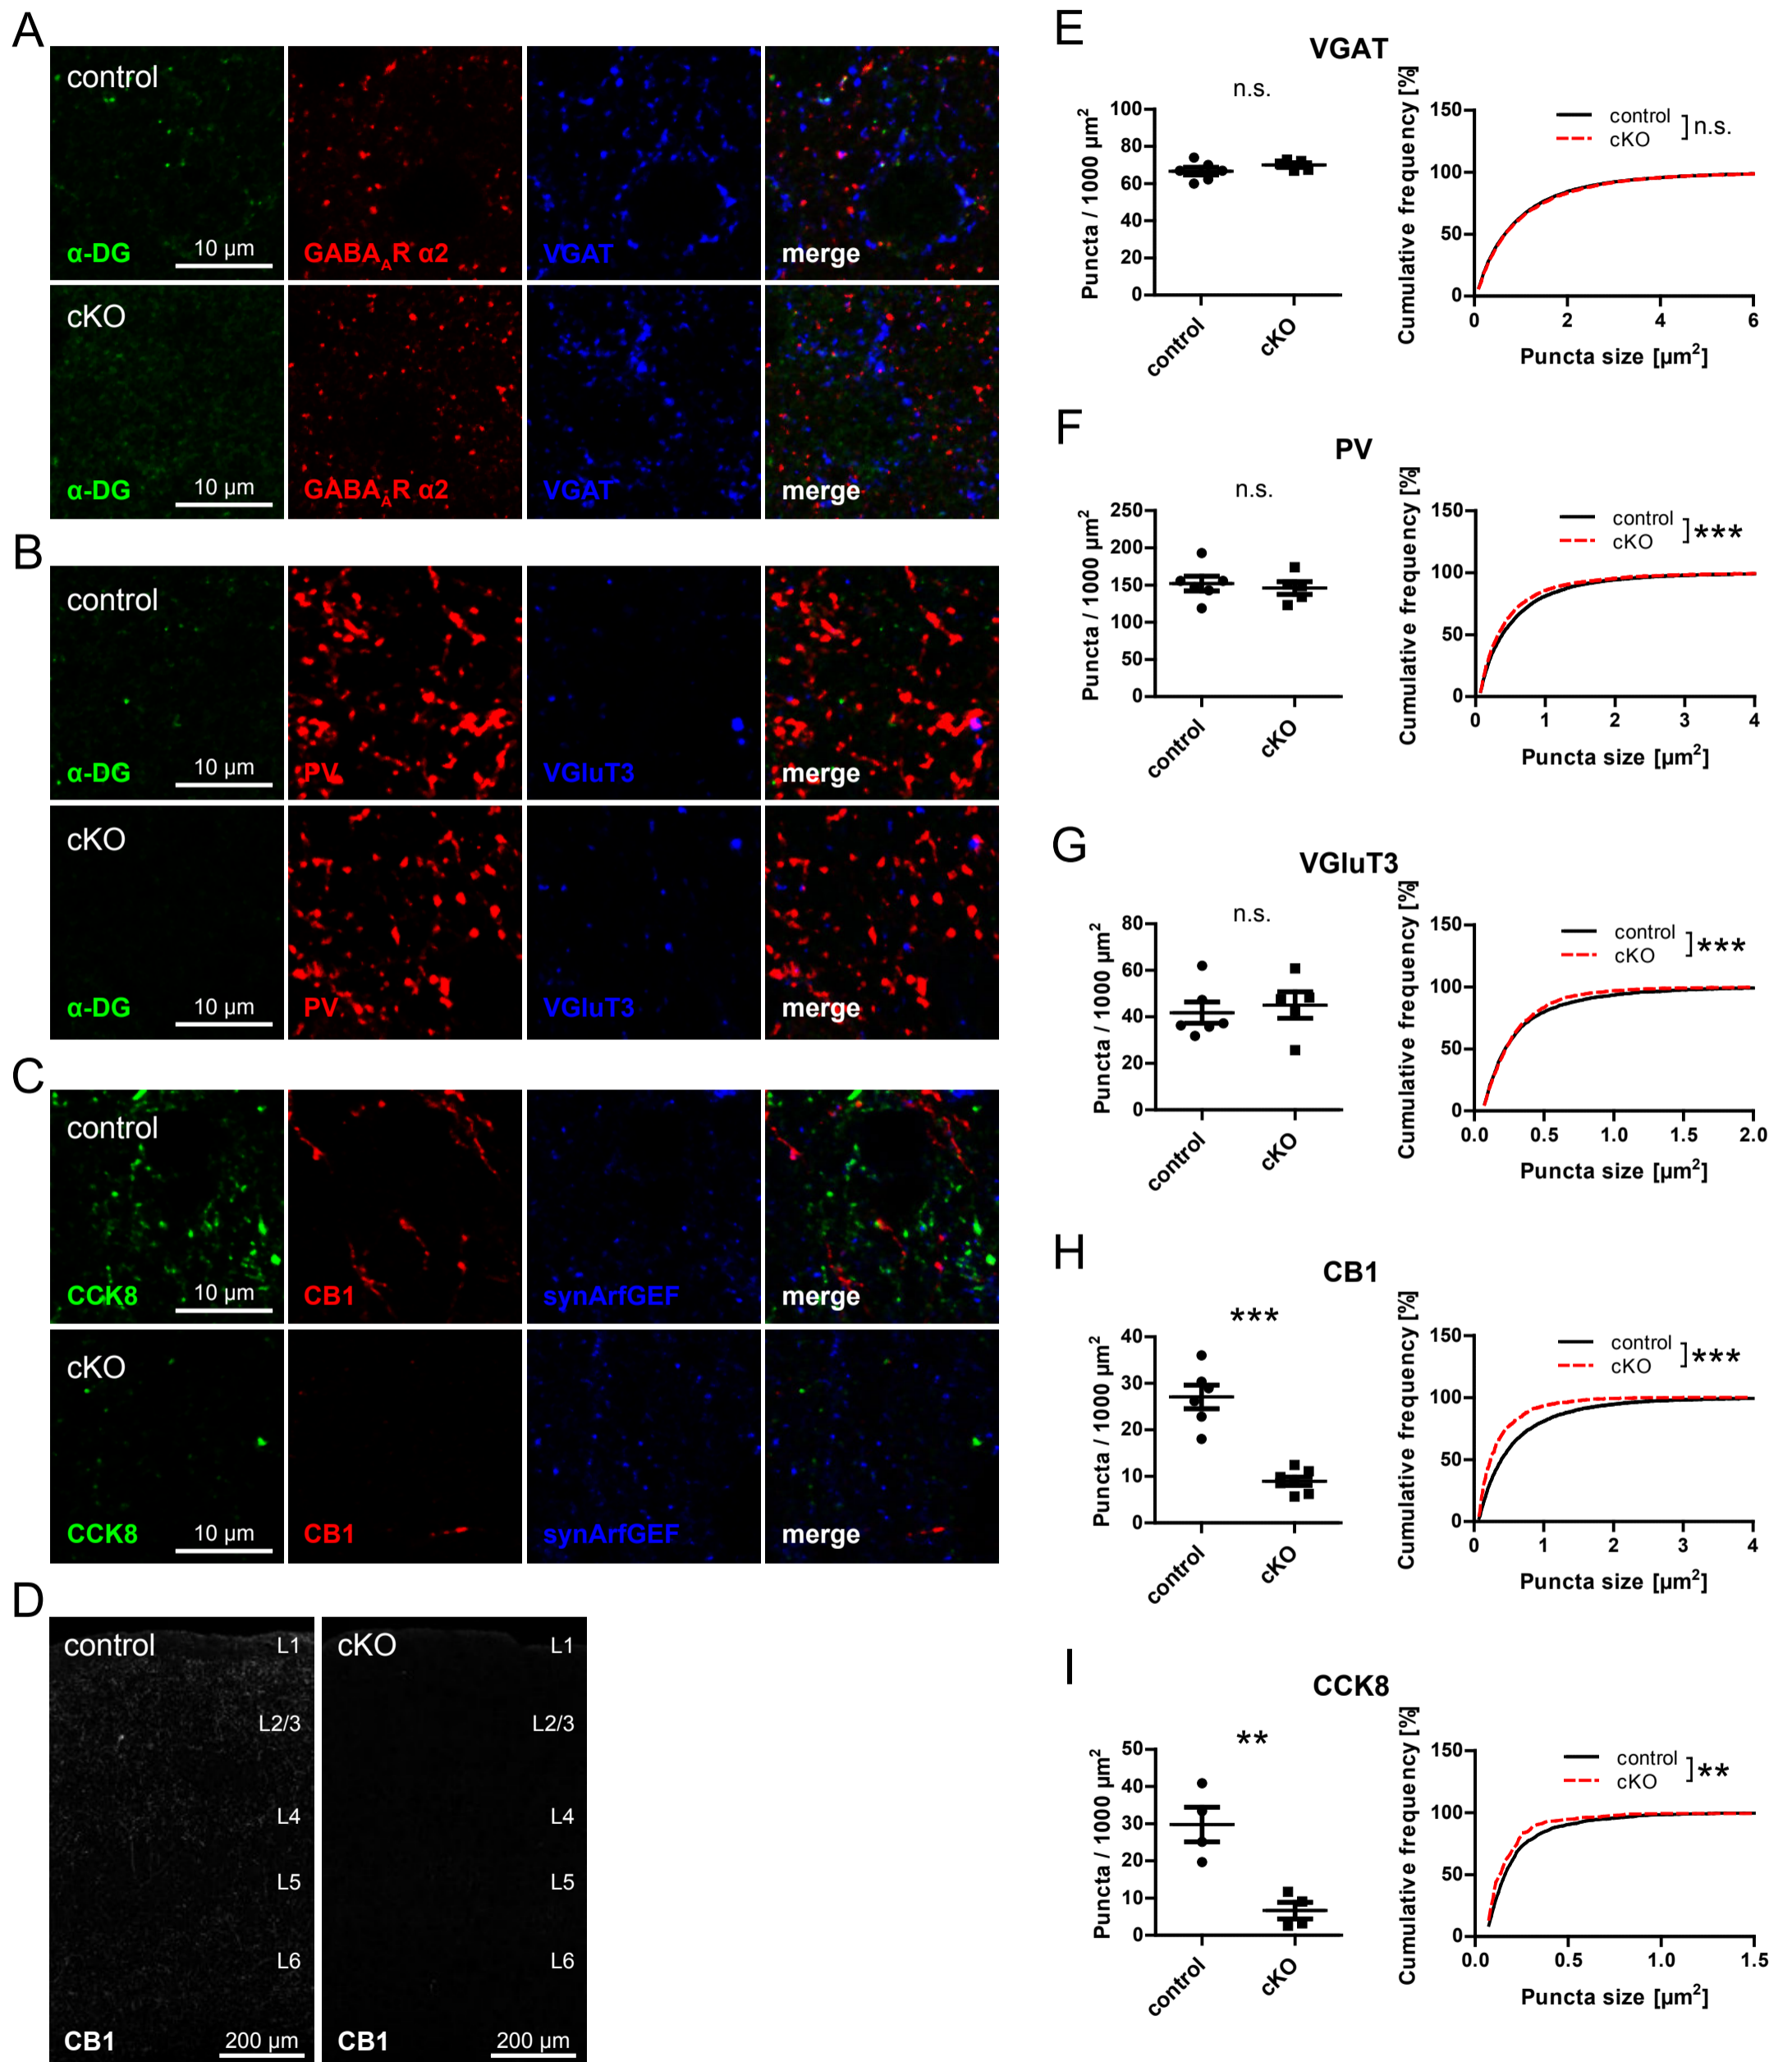 A
control
α-DG
10 µm
GABA_AR α2
VGAT
merge
cKO
α-DG
10 µm
GABA_AR α2
VGAT
merge
B
control
α-DG
10 µm
PV
VGluT3
merge
cKO
α-DG
10 µm
PV
VGluT3
merge
C
control
CCK8
10 µm
CB1
synArfGEF
merge
cKO
CCK8
10 µm
CB1
synArfGEF
merge
D
control
L1
L2/3
L4
L5
L6
CB1
200 µm
cKO
L1
L2/3
L4
L5
L6
CB1
200 µm
E
VGAT
n.s.
Puncta / 1000 µm²
100
80
60
40
20
0
control
cKO
Cumulative frequency [%]
150
100
50
0
control
cKO
n.s.
0 2 4 6
Puncta size [µm²]
F
PV
n.s.
Puncta / 1000 µm²
250
200
150
100
50
0
control
cKO
Cumulative frequency [%]
150
100
50
0
control
cKO
***
0 1 2 3 4
Puncta size [µm²]
G
VGluT3
n.s.
Puncta / 1000 µm²
80
60
40
20
0
control
cKO
Cumulative frequency [%]
150
100
50
0
control
cKO
***
0.0 0.5 1.0 1.5 2.0
Puncta size [µm²]
H
CB1
***
Puncta / 1000 µm²
40
30
20
10
0
control
cKO
Cumulative frequency [%]
150
100
50
0
control
cKO
***
0 1 2 3 4
Puncta size [µm²]
I
CCK8
**
Puncta / 1000 µm²
50
40
30
20
10
0
control
cKO
Cumulative frequency [%]
150
100
50
0
control
cKO
**
0.0 0.5 1.0 1.5
Puncta size [µm²]